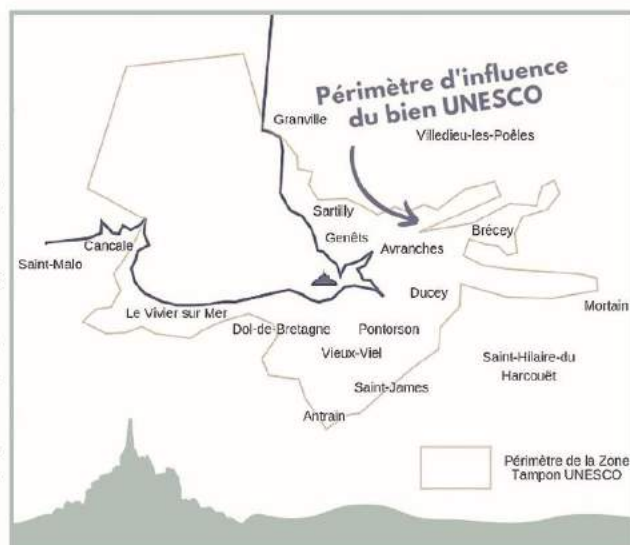 Périmètre d'influence
du bien UNESCO
Granville
Villedieu-les-Poêles
Sartilly
Genêts
Brécey
Avranches
Cancale
Saint-Malo
Ducey
Mortain
Le Vivier sur Mer
Dol-de-Bretagne
Pontorson
Vieux-Viel
Saint-Hilaire-du
Harcouët
Saint-James
Antrain
Périmètre de la Zone
Tampon UNESCO